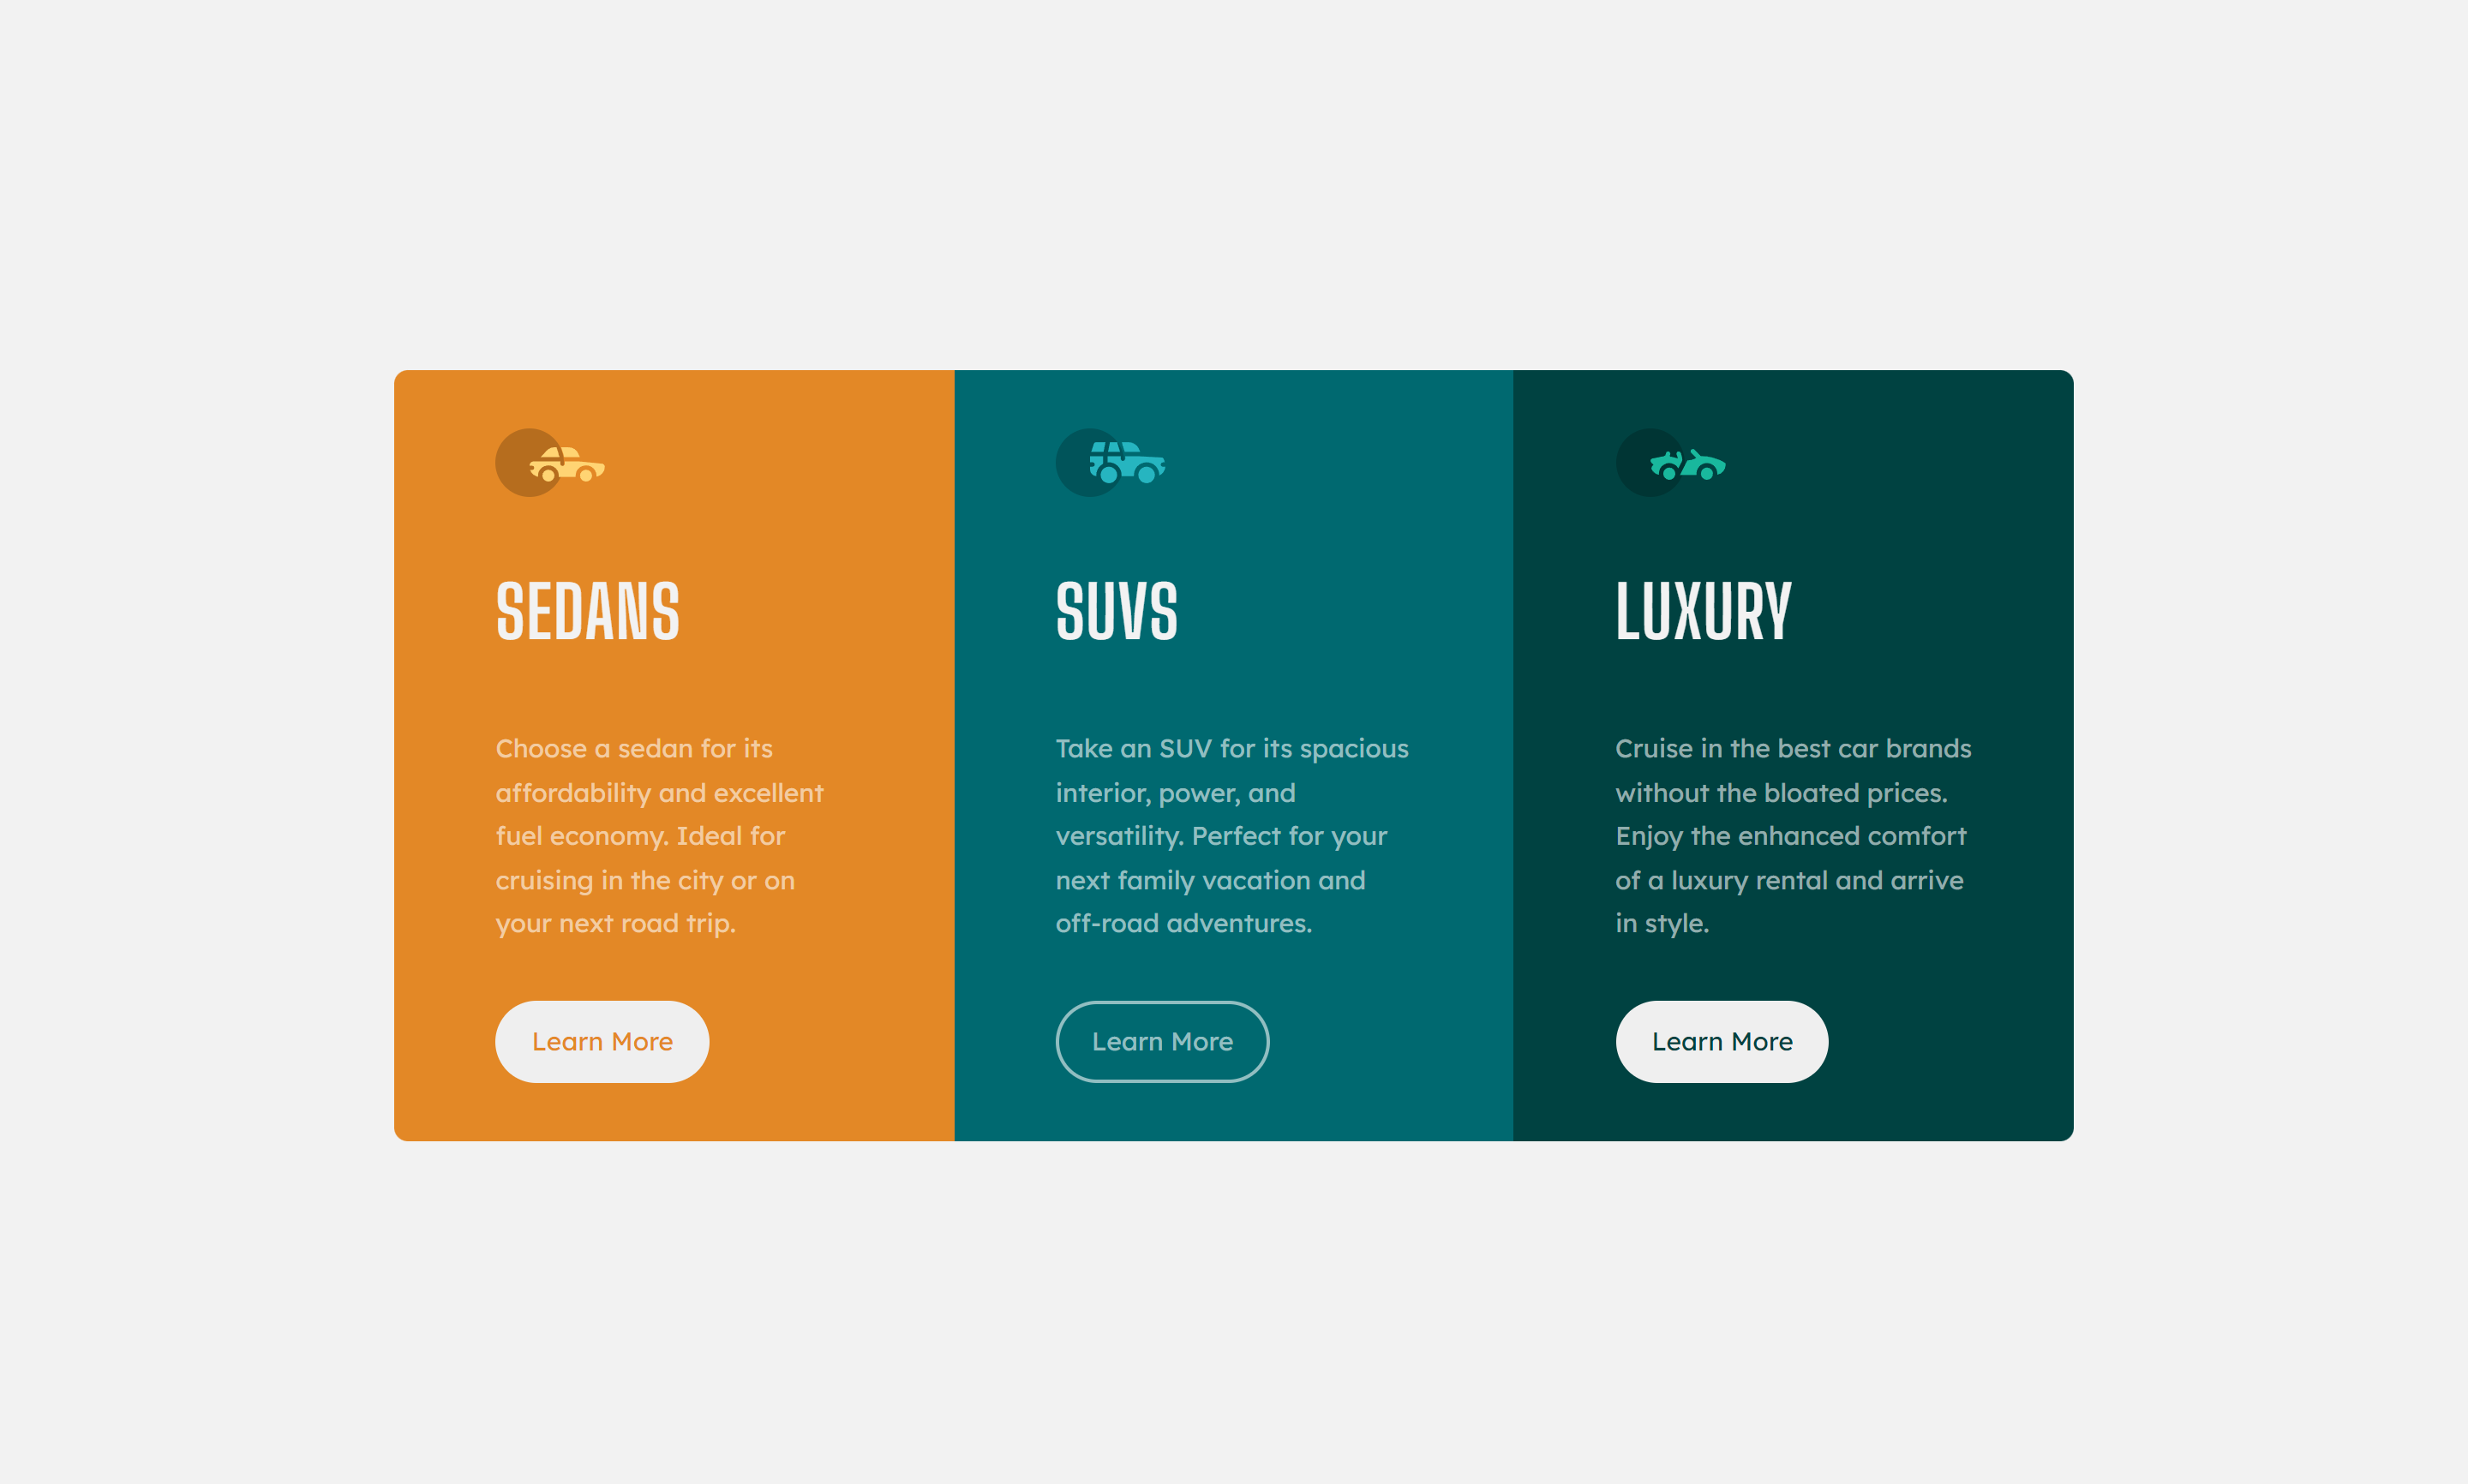 SEDANS
Choose a sedan for its
affordability and excellent
fuel economy. Ideal for
cruising in the city or on
your next road trip.
Learn More
SUVS
Take an SUV for its spacious
interior, power, and
versatility. Perfect for your
next family vacation and
off-road adventures.
Learn More
LUXURY
Cruise in the best car brands
without the bloated prices.
Enjoy the enhanced comfort
of a luxury rental and arrive
in style.
Learn More